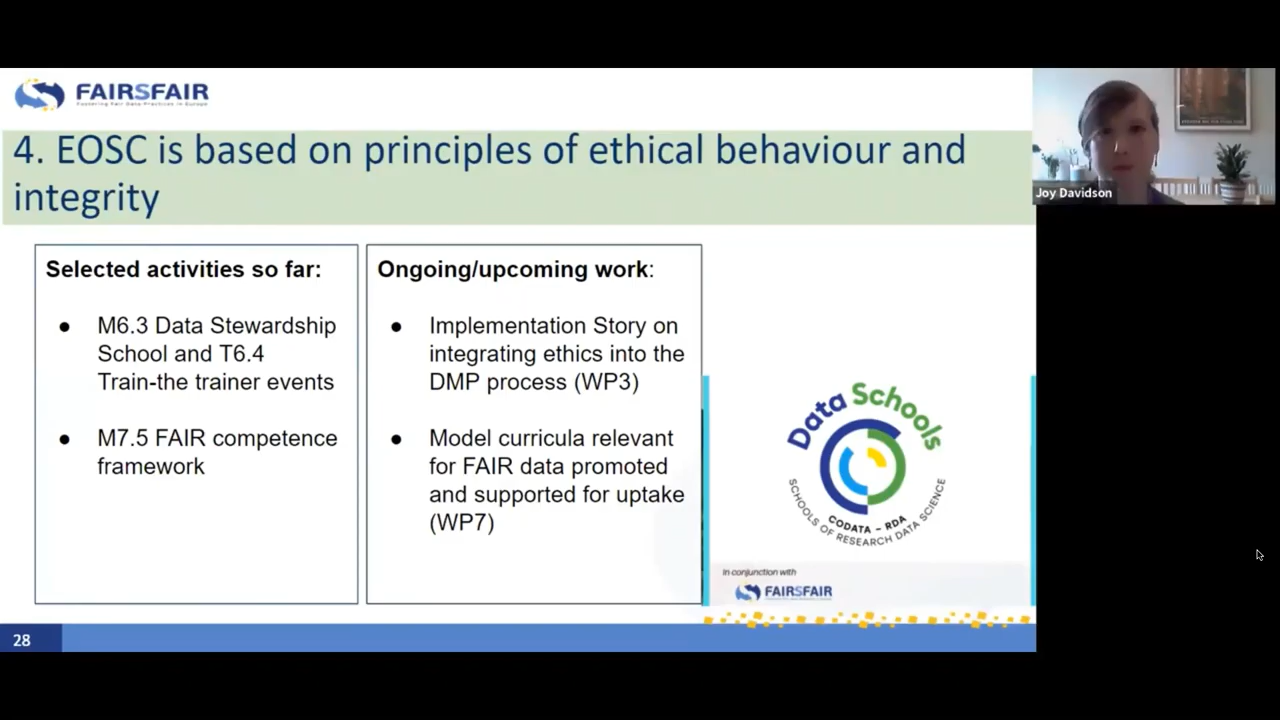 FAIRSFAIR
Fostering Fair Data Practices in Europe
4. EOSC is based on principles of ethical behaviour and
integrity
Joy Davidson
Selected activities so far:
● M6.3 Data Stewardship
School and T6.4
Train-the trainer events
● M7.5 FAIR competence
framework
Ongoing/upcoming work:
● Implementation Story on
integrating ethics into the
DMP process (WP3)
● Model curricula relevant
for FAIR data promoted
and supported for uptake
(WP7)
Data Schools
CODATA - RDA
SCHOOLS OF RESEARCH DATA SCIENCE
In conjunction with
FAIRSFAIR
28